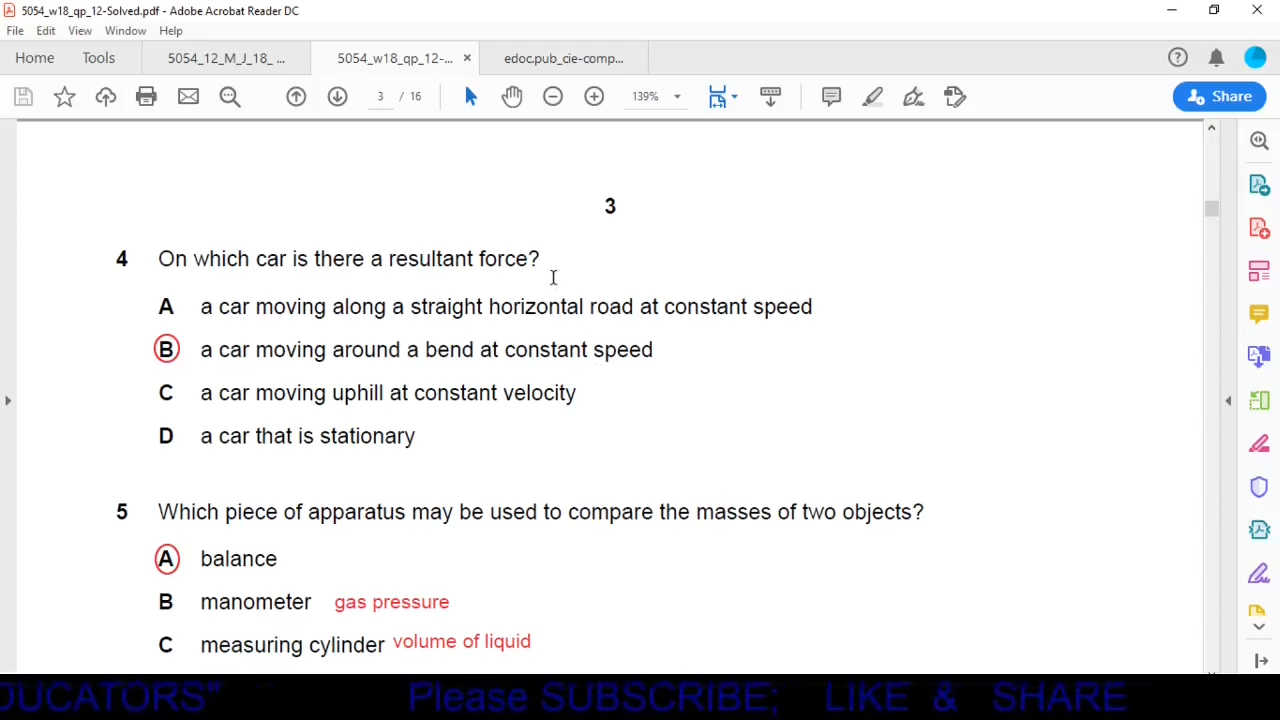 5054_w18_qp_12-Solved.pdf - Adobe Acrobat Reader DC
File Edit View Window Help
Home Tools 5054_12_M_J_18_ ... 5054_w18_qp_12-... × edoc.pub_cie-comp...
3 / 16 139% Share
3
4 On which car is there a resultant force?
A a car moving along a straight horizontal road at constant speed
B a car moving around a bend at constant speed
C a car moving uphill at constant velocity
D a car that is stationary
5 Which piece of apparatus may be used to compare the masses of two objects?
A balance
B manometer gas pressure
C measuring cylinder volume of liquid
DUCATORS" Please SUBSCRIBE; LIKE & SHARE